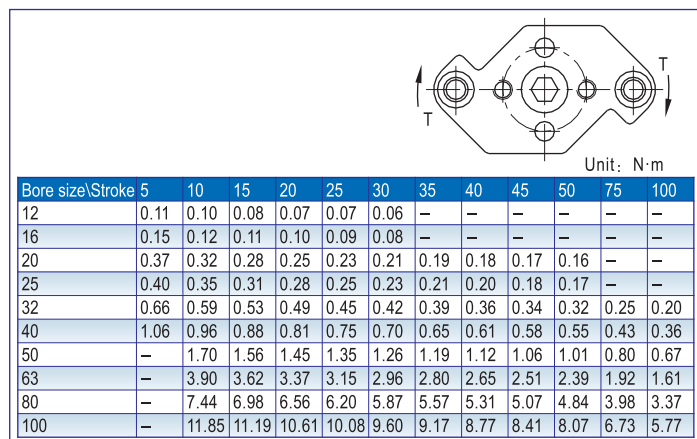 T
T
Unit: N·m
Bore size\Stroke 5 10 15 20 25 30 35 40 45 50 75 100
12 0.11 0.10 0.08 0.07 0.07 0.06 – – – – – –
16 0.15 0.12 0.11 0.10 0.09 0.08 – – – – – –
20 0.37 0.32 0.28 0.25 0.23 0.21 0.19 0.18 0.17 0.16 – –
25 0.40 0.35 0.31 0.28 0.25 0.23 0.21 0.20 0.18 0.17 – –
32 0.66 0.59 0.53 0.49 0.45 0.42 0.39 0.36 0.34 0.32 0.25 0.20
40 1.06 0.96 0.88 0.81 0.75 0.70 0.65 0.61 0.58 0.55 0.43 0.36
50 – 1.70 1.56 1.45 1.35 1.26 1.19 1.12 1.06 1.01 0.80 0.67
63 – 3.90 3.62 3.37 3.15 2.96 2.80 2.65 2.51 2.39 1.92 1.61
80 – 7.44 6.98 6.56 6.20 5.87 5.57 5.31 5.07 4.84 3.98 3.37
100 – 11.85 11.19 10.61 10.08 9.60 9.17 8.77 8.41 8.07 6.73 5.77